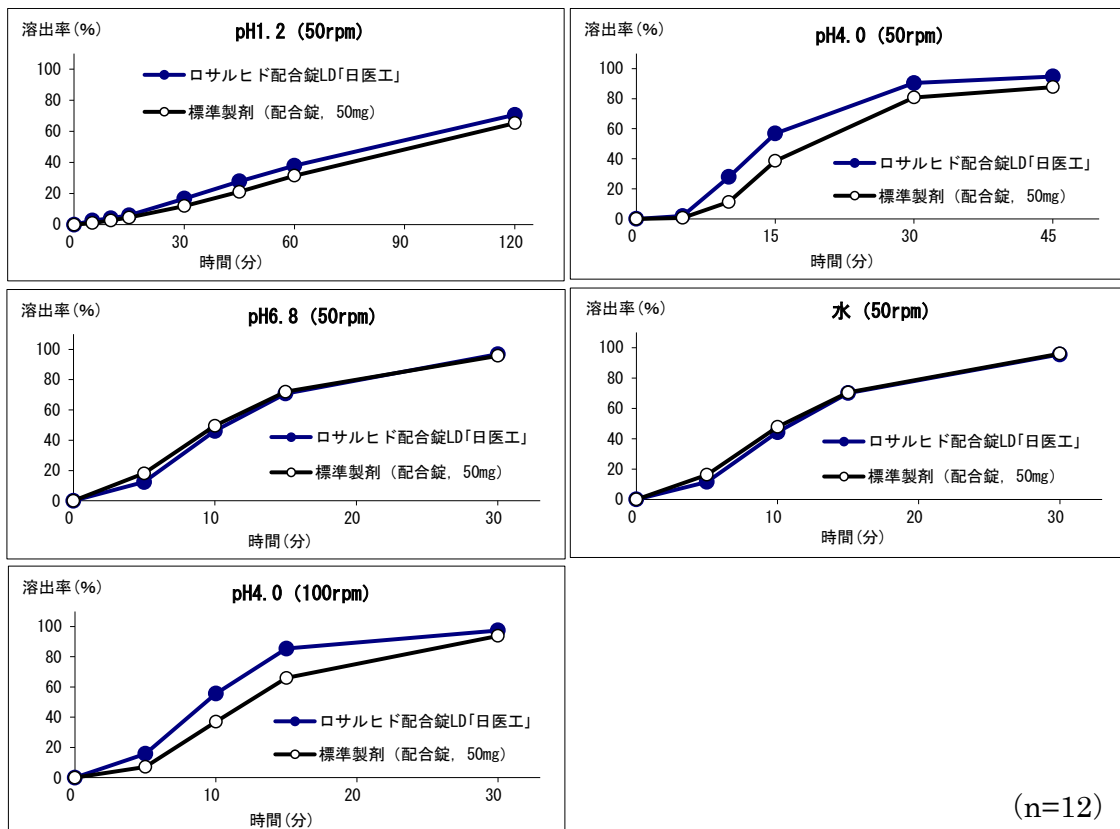 溶出率(%)
pH1.2 (50rpm)
100
80
60
40
20
0
ロサルヒド配合錠LD「日医工」
標準製剤(配合錠, 50mg)
0 30 60 90 120
時間(分)
溶出率(%)
pH4.0 (50rpm)
100
80
60
40
20
0
ロサルヒド配合錠LD「日医工」
標準製剤(配合錠, 50mg)
0 15 30 45
時間(分)
溶出率(%)
pH6.8 (50rpm)
100
80
60
40
20
0
ロサルヒド配合錠LD「日医工」
標準製剤(配合錠, 50mg)
0 10 20 30
時間(分)
溶出率(%)
水 (50rpm)
100
80
60
40
20
0
ロサルヒド配合錠LD「日医工」
標準製剤(配合錠, 50mg)
0 10 20 30
時間(分)
溶出率(%)
pH4.0 (100rpm)
100
80
60
40
20
0
ロサルヒド配合錠LD「日医工」
標準製剤(配合錠, 50mg)
0 10 20 30
時間(分)
(n=12)